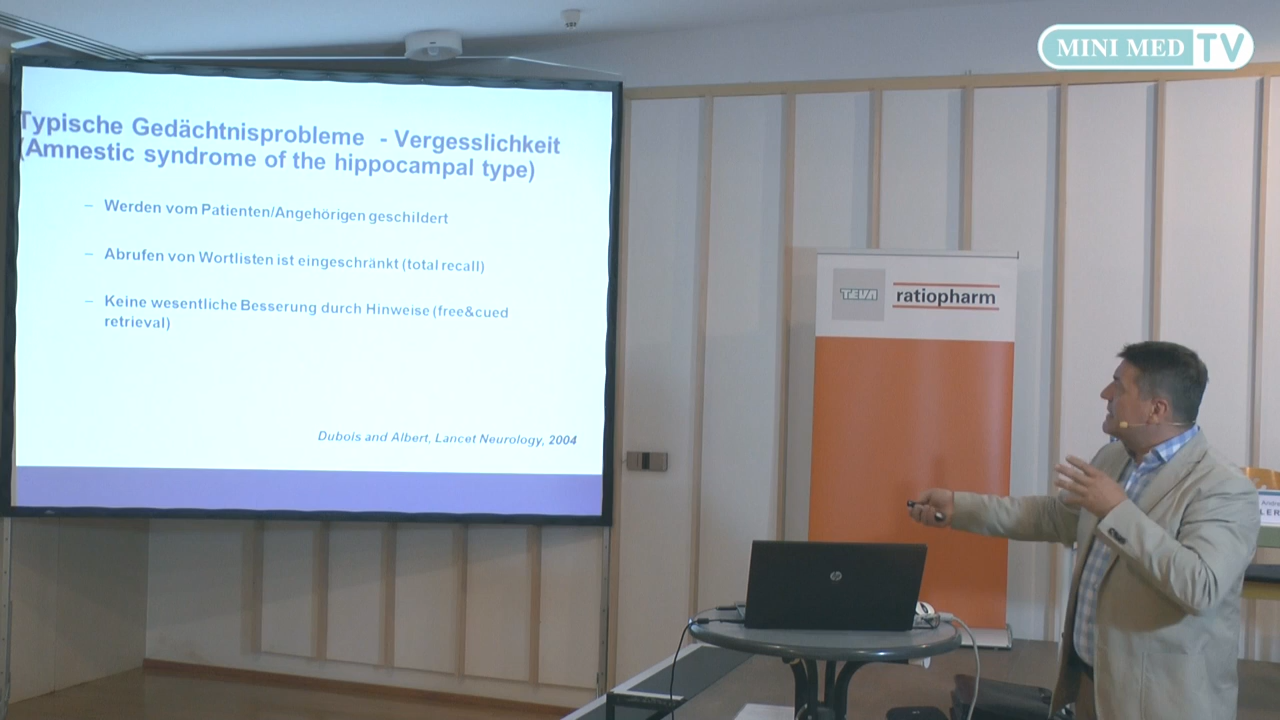 MINI MED TV
Typische Gedächtnisprobleme - Vergesslichkeit
(Amnestic syndrome of the hippocampal type)
– Werden vom Patienten/Angehörigen geschildert
– Abrufen von Wortlisten ist eingeschränkt (total recall)
– Keine wesentliche Besserung durch Hinweise (free&cued
retrieval)
Dubois and Albert, Lancet Neurology, 2004
TEVA
ratiopharm
hp